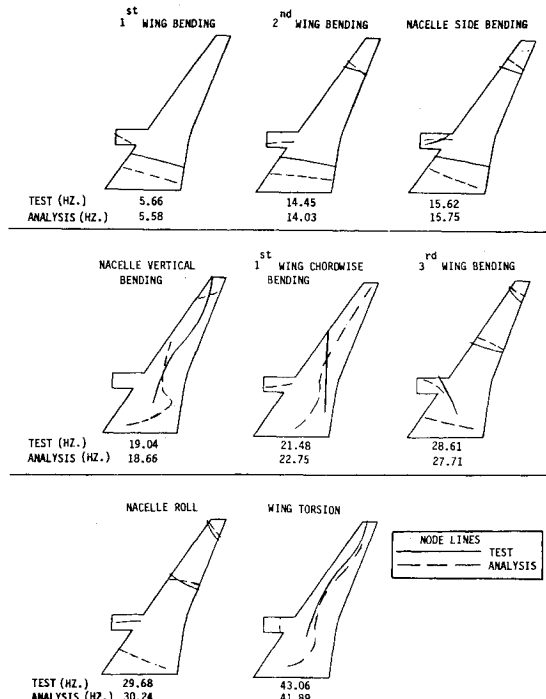 1st WING BENDING
2nd WING BENDING
NACELLE SIDE BENDING
TEST (HZ.) 5.66 14.45 15.62
ANALYSIS (HZ.) 5.58 14.03 15.75
NACELLE VERTICAL
BENDING
1st WING CHORDWISE
BENDING
3rd WING BENDING
TEST (HZ.) 19.04 21.48 28.61
ANALYSIS (HZ.) 18.66 22.75 27.71
NACELLE ROLL
WING TORSION
NODE LINES
TEST
ANALYSIS
TEST (HZ.) 29.68 43.06
ANALYSIS (HZ.) 30.24 41.89